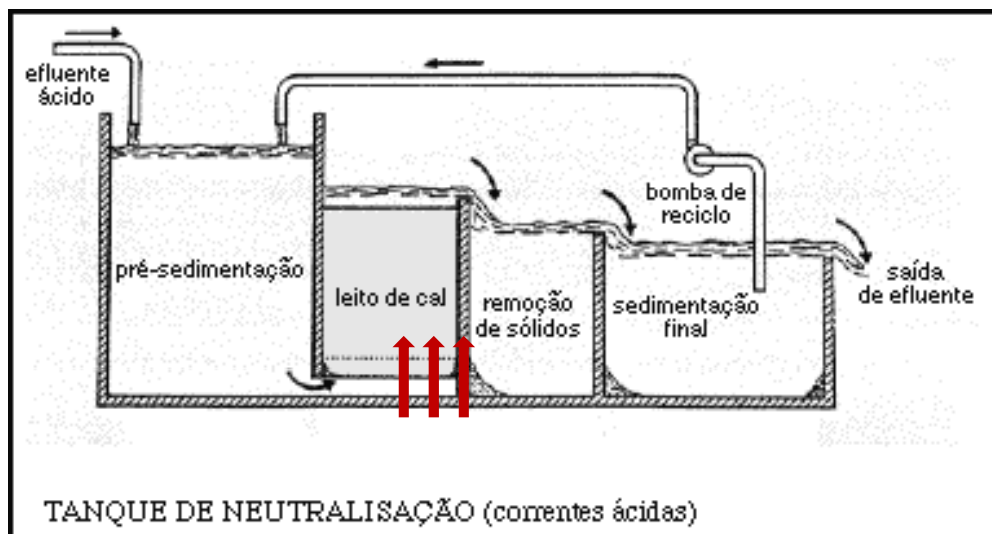 efluente
ácido
bomba de
reciclo
pré-sedimentação
leito de cal
remoção
de sólidos
sedimentação
final
saída
de efluente
TANQUE DE NEUTRALISAÇÃO (correntes ácidas)